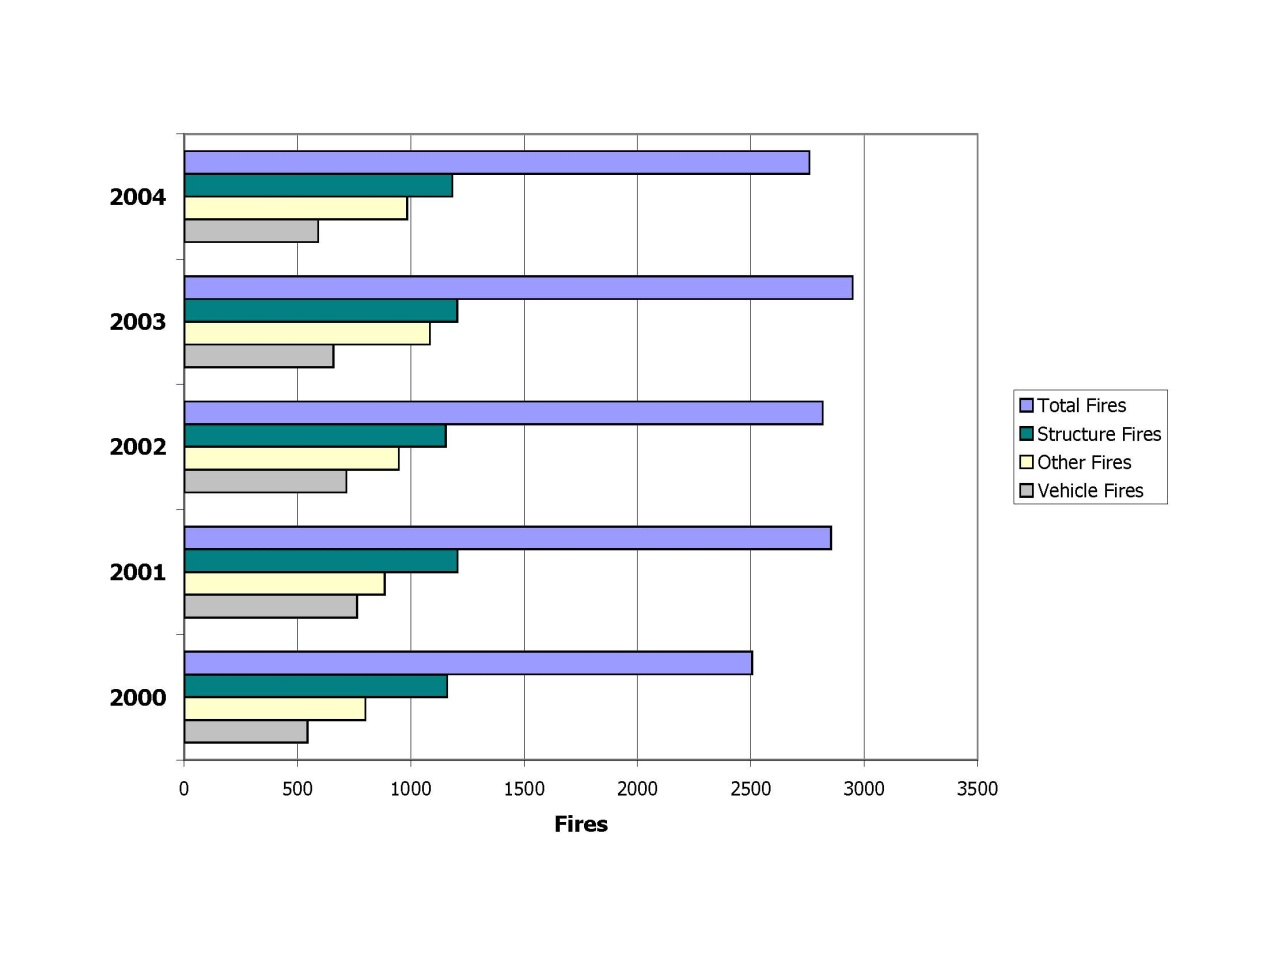 2004
2003
2002
2001
2000
0 500 1000 1500 2000 2500 3000 3500
Fires
Total Fires
Structure Fires
Other Fires
Vehicle Fires